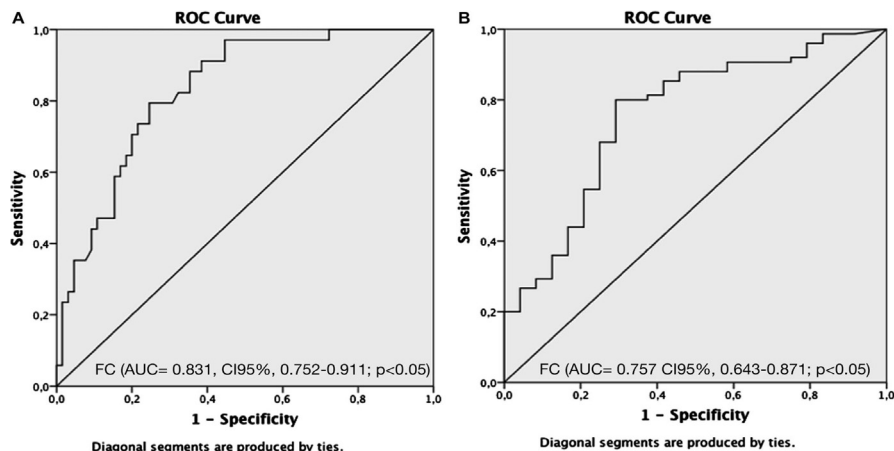 A
ROC Curve
1,0
0,8
0,6
0,4
0,2
0,0
Sensitivity
FC (AUC= 0.831, CI95%, 0.752-0.911; p<0.05)
0,0 0,2 0,4 0,6 0,8 1,0
1 - Specificity
Diagonal segments are produced by ties.
B
ROC Curve
1,0
0,8
0,6
0,4
0,2
0,0
Sensitivity
FC (AUC= 0.757 CI95%, 0.643-0.871; p<0.05)
0,0 0,2 0,4 0,6 0,8 1,0
1 - Specificity
Diagonal segments are produced by ties.